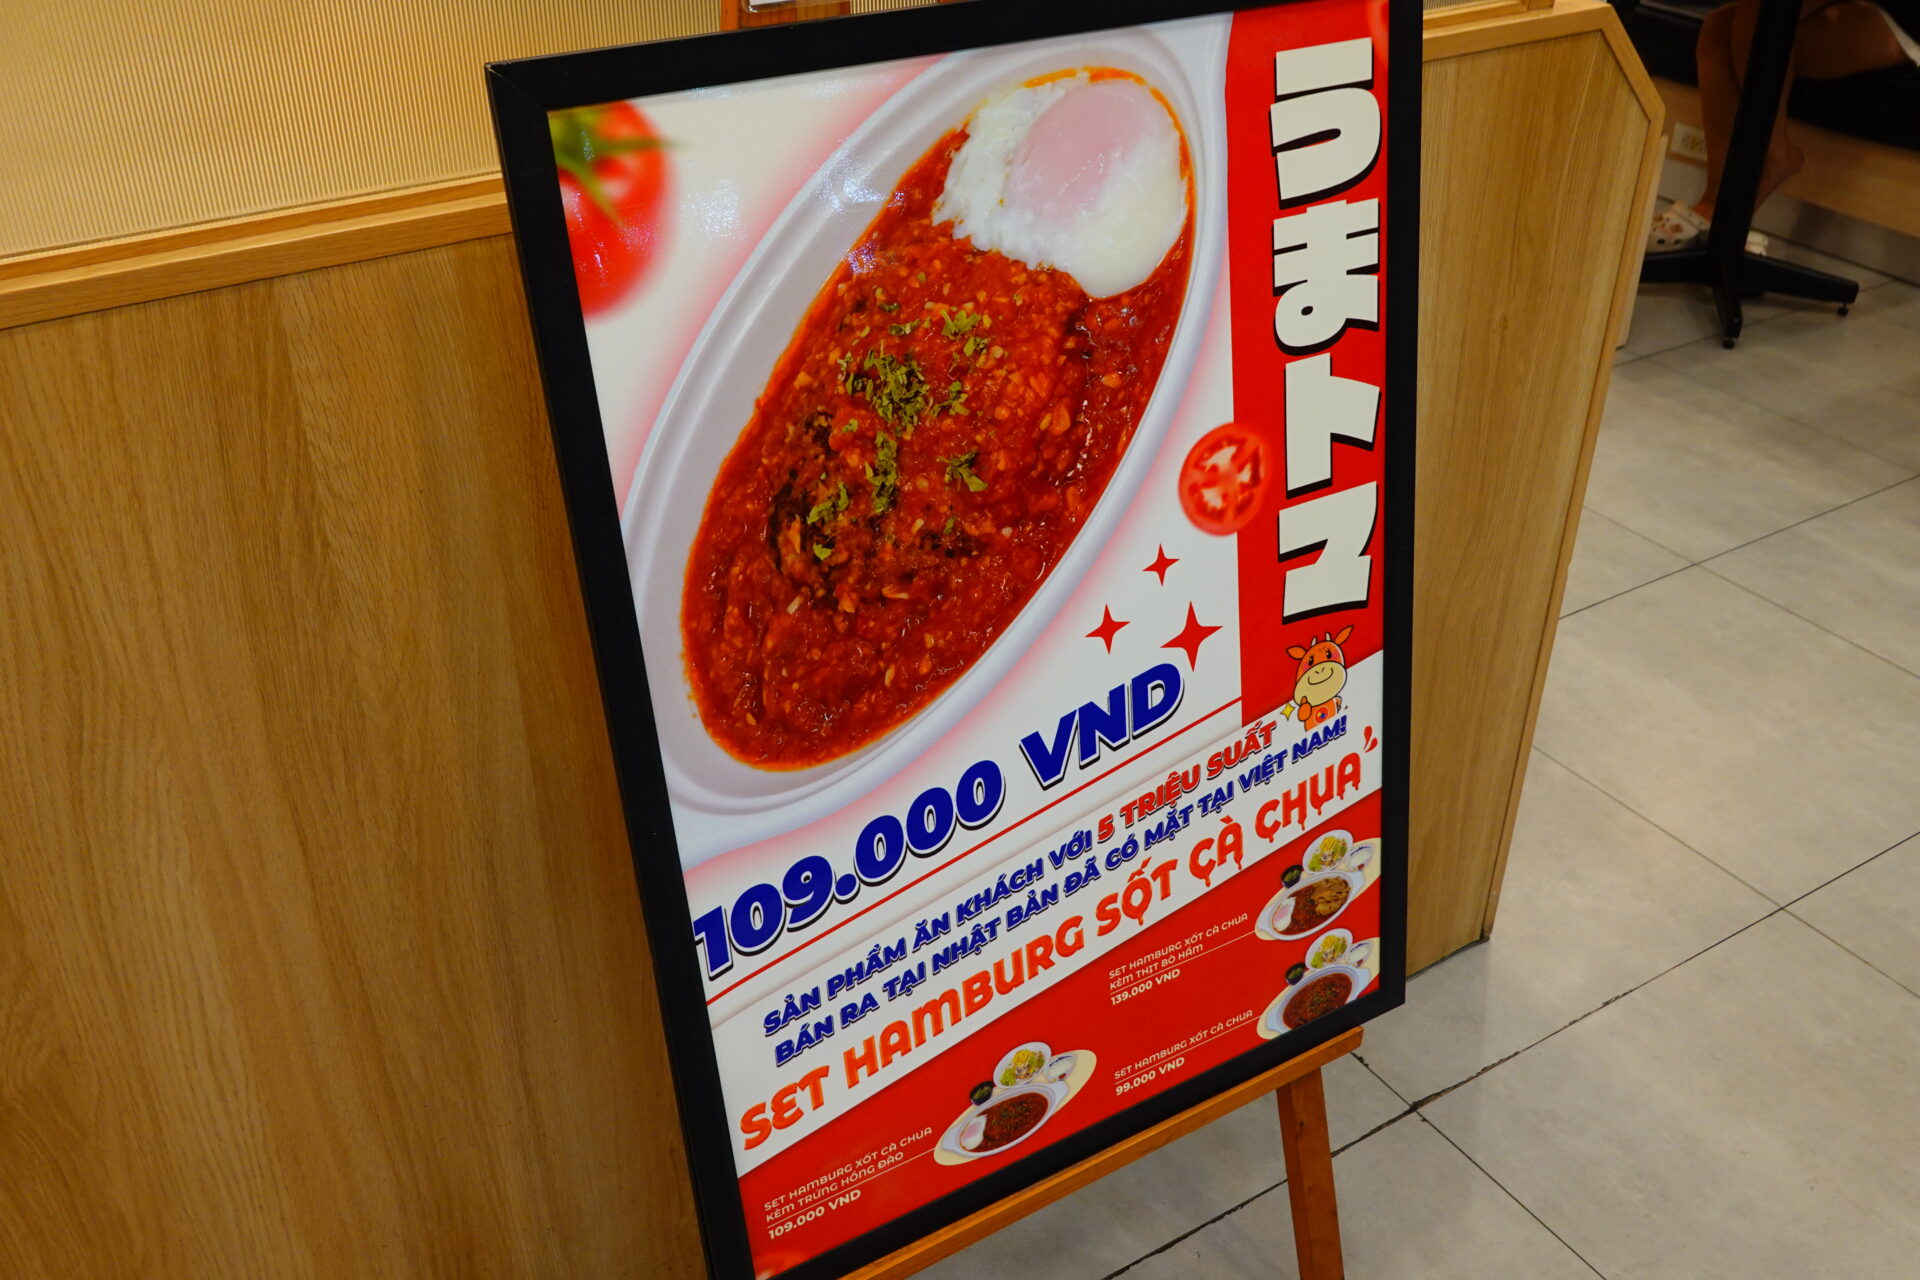 うまトマ
109.000 VND
SẢN PHẨM ĂN KHÁCH VỚI 5 TRIỆU SUẤT
BÁN RA TẠI NHẬT BẢN ĐÃ CÓ MẶT TẠI VIỆT NAM!
SET HAMBURG SỐT CÀ CHUA
SET HAMBURG XỐT CÀ CHUA
KÈM THỊT BÒ HẦM
139.000 VND
SET HAMBURG XỐT CÀ CHUA
99.000 VND
SET HAMBURG XỐT CÀ CHUA
KÈM TRỨNG HỒNG ĐÀO
109.000 VND